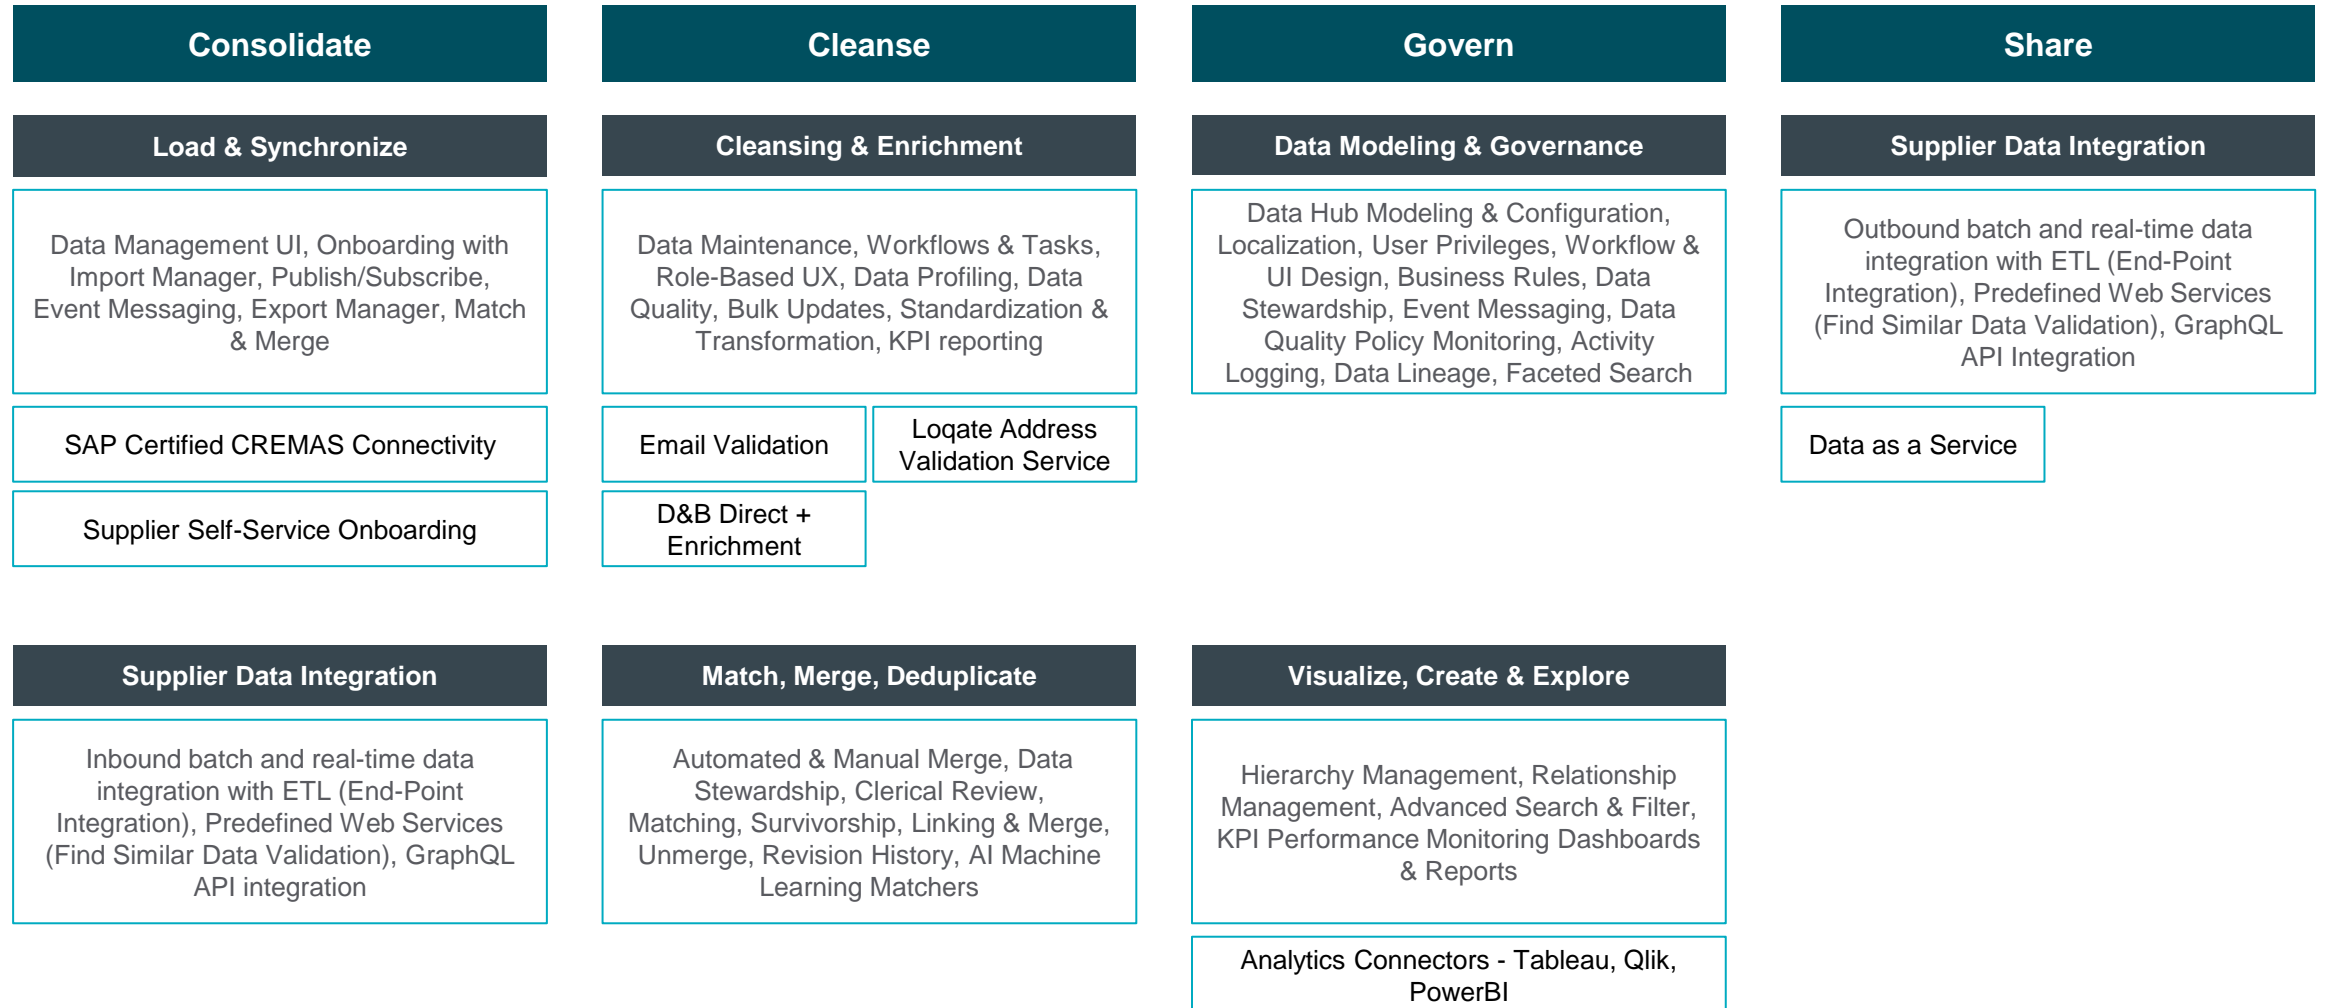 Consolidate
Cleanse
Govern
Share
Load & Synchronize
Data Management UI, Onboarding with
Import Manager, Publish/Subscribe,
Event Messaging, Export Manager, Match
& Merge
SAP Certified CREMAS Connectivity
Supplier Self-Service Onboarding
Cleansing & Enrichment
Data Maintenance, Workflows & Tasks,
Role-Based UX, Data Profiling, Data
Quality, Bulk Updates, Standardization &
Transformation, KPI reporting
Email Validation
Loqate Address
Validation Service
D&B Direct +
Enrichment
Data Modeling & Governance
Data Hub Modeling & Configuration,
Localization, User Privileges, Workflow &
UI Design, Business Rules, Data
Stewardship, Event Messaging, Data
Quality Policy Monitoring, Activity
Logging, Data Lineage, Faceted Search
Supplier Data Integration
Outbound batch and real-time data
integration with ETL (End-Point
Integration), Predefined Web Services
(Find Similar Data Validation), GraphQL
API Integration
Data as a Service
Supplier Data Integration
Inbound batch and real-time data
integration with ETL (End-Point
Integration), Predefined Web Services
(Find Similar Data Validation), GraphQL
API integration
Match, Merge, Deduplicate
Automated & Manual Merge, Data
Stewardship, Clerical Review,
Matching, Survivorship, Linking & Merge,
Unmerge, Revision History, AI Machine
Learning Matchers
Visualize, Create & Explore
Hierarchy Management, Relationship
Management, Advanced Search & Filter,
KPI Performance Monitoring Dashboards
& Reports
Analytics Connectors - Tableau, Qlik,
PowerBI